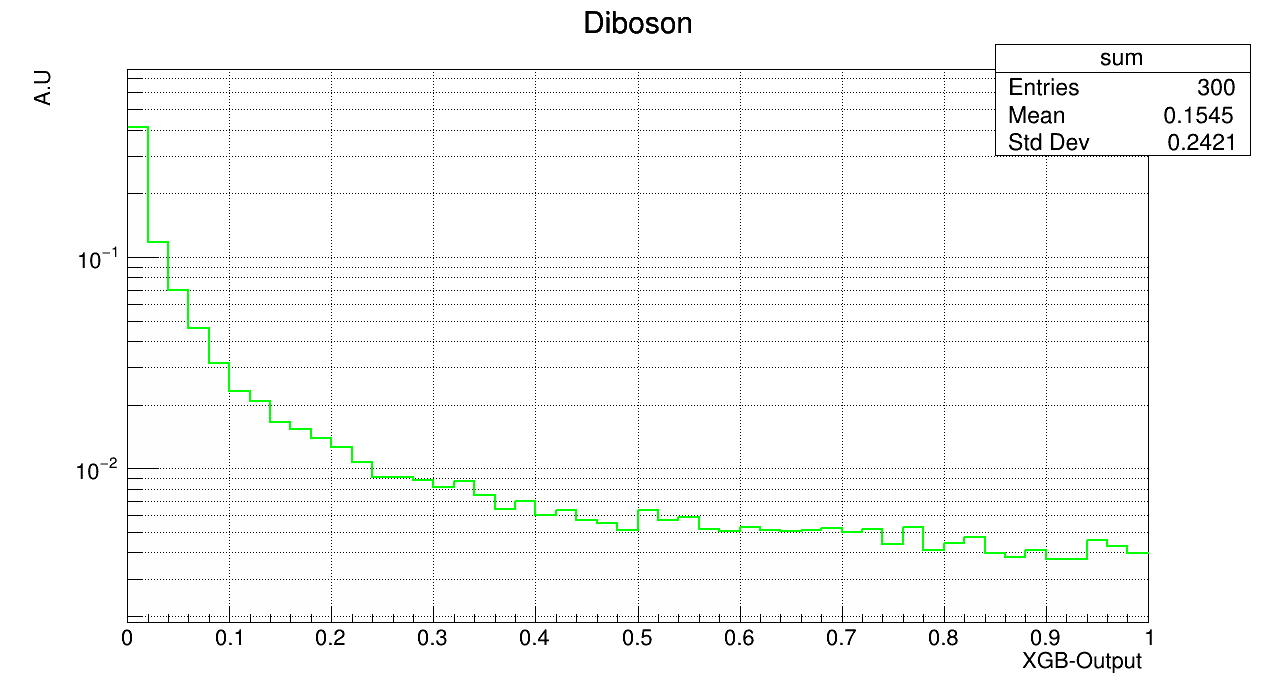 Diboson
A.U
sum
Entries 300
Mean 0.1545
Std Dev 0.2421
10⁻¹
10⁻²
0 0.1 0.2 0.3 0.4 0.5 0.6 0.7 0.8 0.9 1
XGB-Output